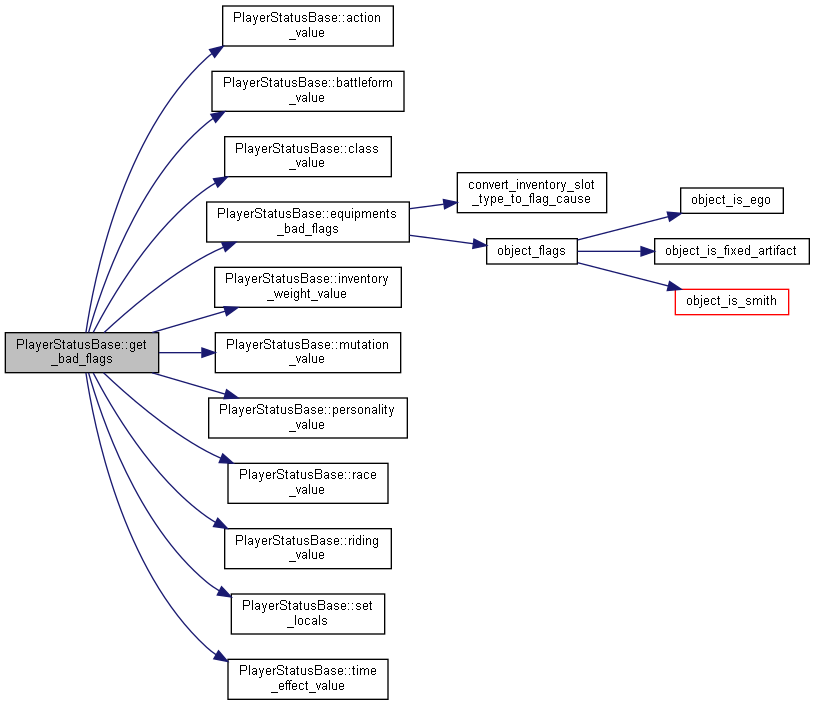 PlayerStatusBase::get
_bad_flags
PlayerStatusBase::action
_value
PlayerStatusBase::battleform
_value
PlayerStatusBase::class
_value
PlayerStatusBase::equipments
_bad_flags
convert_inventory_slot
_type_to_flag_cause
object_flags
object_is_ego
object_is_fixed_artifact
object_is_smith
PlayerStatusBase::inventory
_weight_value
PlayerStatusBase::mutation
_value
PlayerStatusBase::personality
_value
PlayerStatusBase::race
_value
PlayerStatusBase::riding
_value
PlayerStatusBase::set
_locals
PlayerStatusBase::time
_effect_value